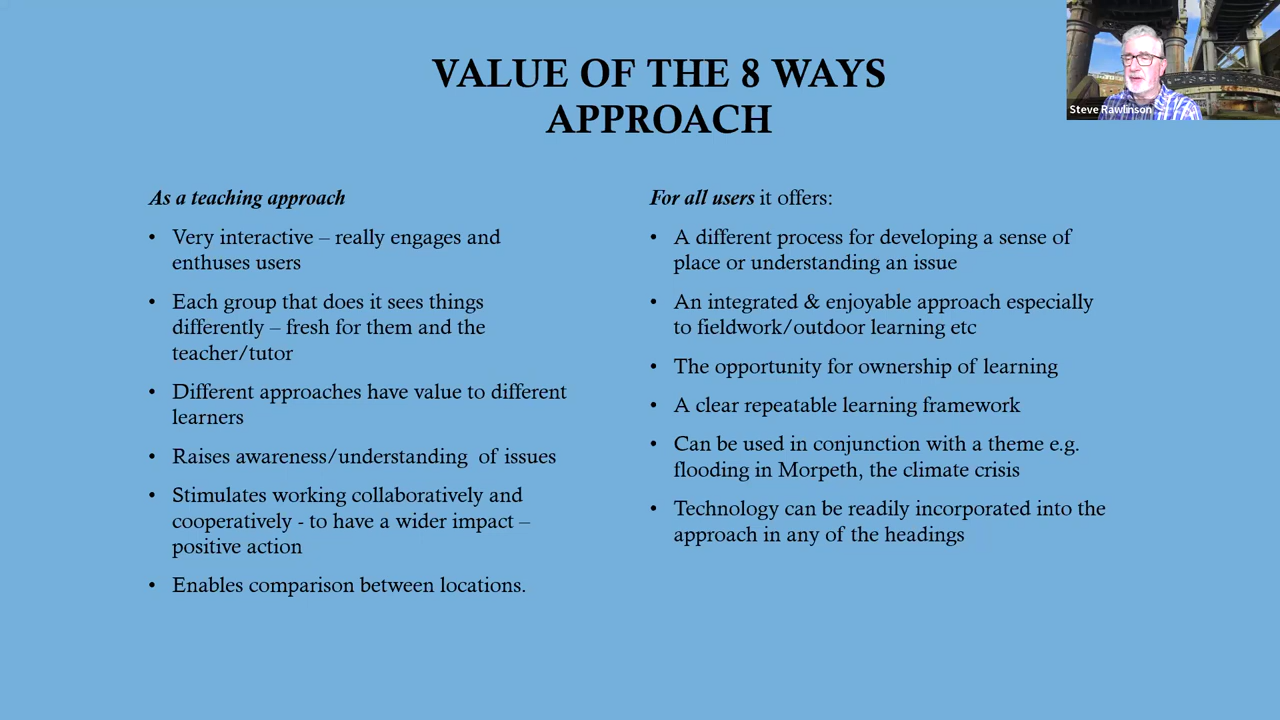 VALUE OF THE 8 WAYS
APPROACH
Steve Rawlinson
As a teaching approach
• Very interactive – really engages and
enthuses users
• Each group that does it sees things
differently – fresh for them and the
teacher/tutor
• Different approaches have value to different
learners
• Raises awareness/understanding  of issues
• Stimulates working collaboratively and
cooperatively - to have a wider impact –
positive action
• Enables comparison between locations.
For all users it offers:
• A different process for developing a sense of
place or understanding an issue
• An integrated & enjoyable approach especially
to fieldwork/outdoor learning etc
• The opportunity for ownership of learning
• A clear repeatable learning framework
• Can be used in conjunction with a theme e.g.
flooding in Morpeth, the climate crisis
• Technology can be readily incorporated into the
approach in any of the headings